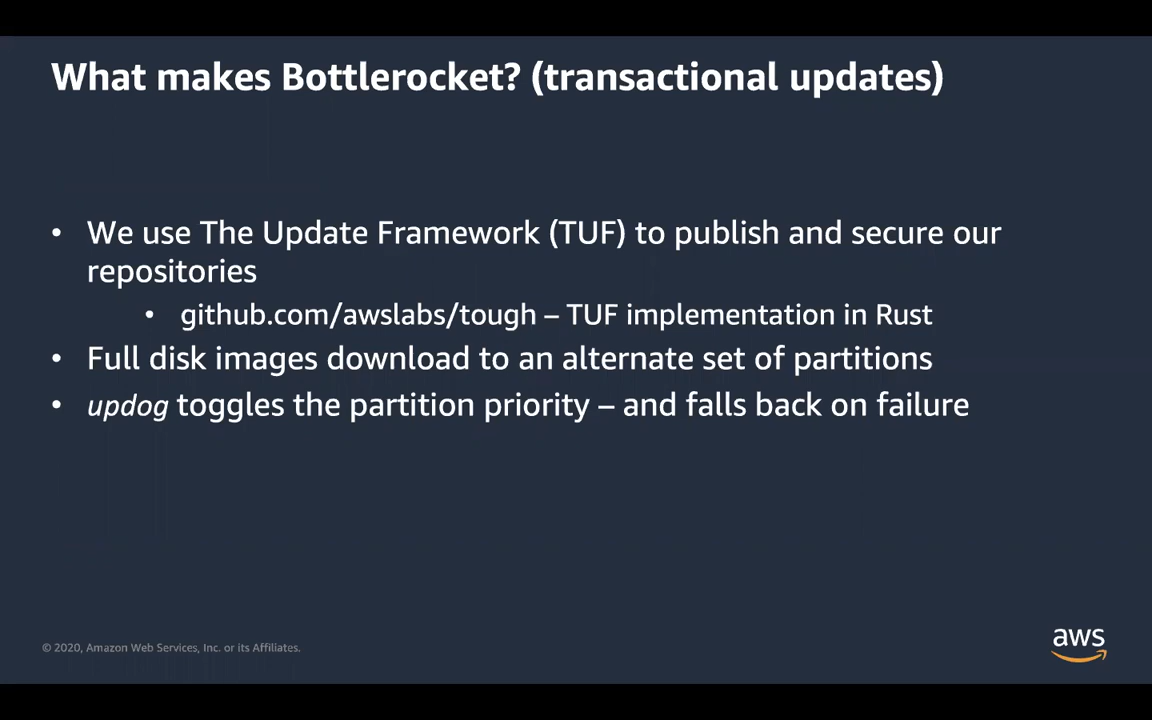 What makes Bottlerocket? (transactional updates)
• We use The Update Framework (TUF) to publish and secure our
repositories
• github.com/awslabs/tough – TUF implementation in Rust
• Full disk images download to an alternate set of partitions
• updog toggles the partition priority – and falls back on failure
© 2020, Amazon Web Services, Inc. or its Affiliates.
aws